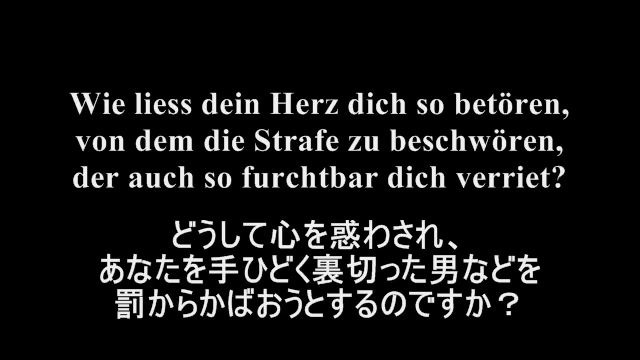 Wie liess dein Herz dich so betören,
von dem die Strafe zu beschwören,
der auch so furchtbar dich verriet?
どうして心を惑わされ、
あなたを手ひどく裏切った男などを
罰からかばおうとするのですか？